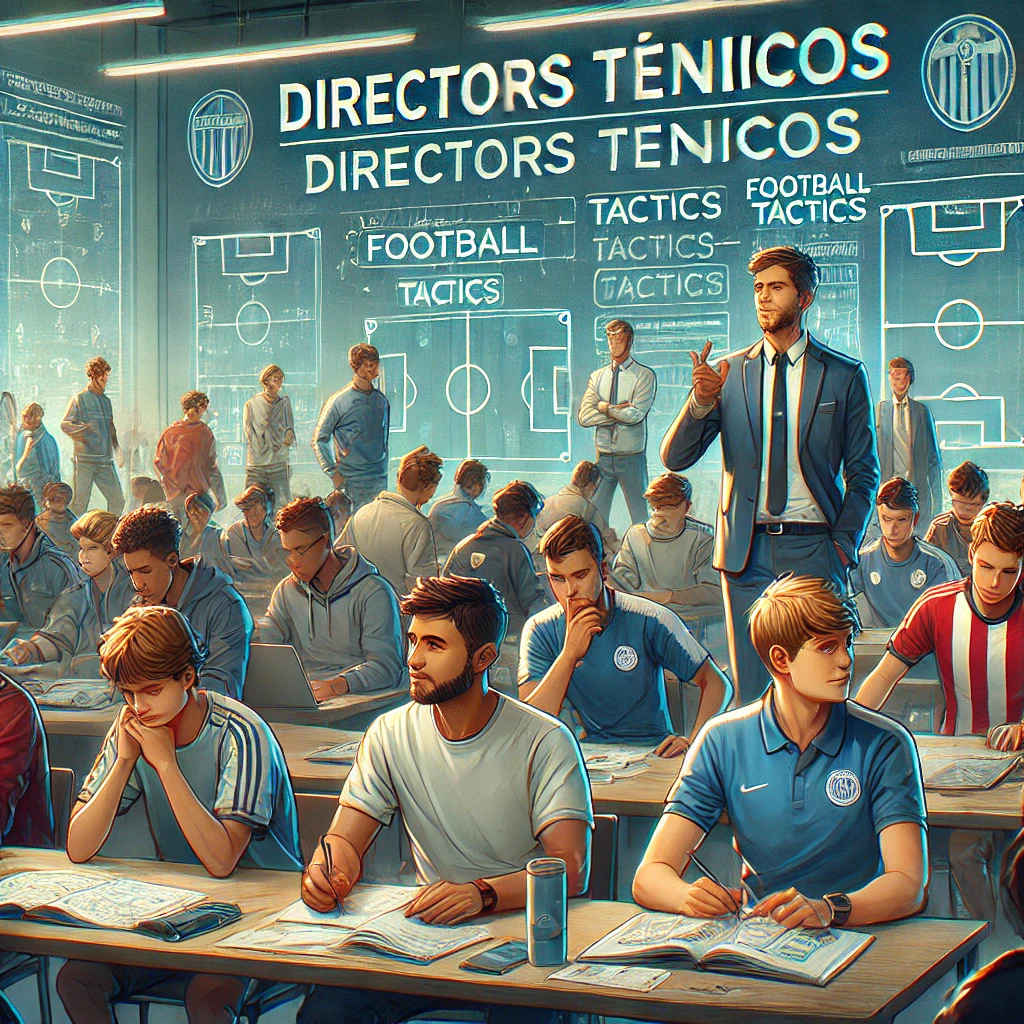 DIRECTORS TÉNIICOS
DIRECTORS TENICOS
FOOTBALL
TACTICS
TACTICS
TACTICS
TACTICS
FOOTBALL
TACTICS